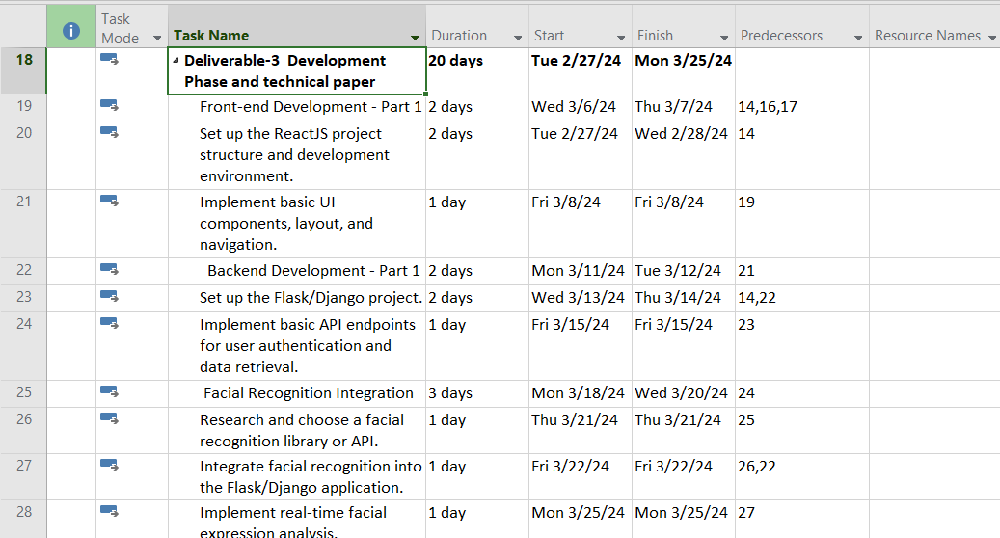 Task
Mode
Task Name
Duration
Start
Finish
Predecessors
Resource Names
18
Deliverable-3  Development
Phase and technical paper
20 days
Tue 2/27/24
Mon 3/25/24
19
Front-end Development - Part 1
2 days
Wed 3/6/24
Thu 3/7/24
14,16,17
20
Set up the ReactJS project
structure and development
environment.
2 days
Tue 2/27/24
Wed 2/28/24
14
21
Implement basic UI
components, layout, and
navigation.
1 day
Fri 3/8/24
Fri 3/8/24
19
22
Backend Development - Part 1
2 days
Mon 3/11/24
Tue 3/12/24
21
23
Set up the Flask/Django project.
2 days
Wed 3/13/24
Thu 3/14/24
14,22
24
Implement basic API endpoints
for user authentication and
data retrieval.
1 day
Fri 3/15/24
Fri 3/15/24
23
25
Facial Recognition Integration
3 days
Mon 3/18/24
Wed 3/20/24
24
26
Research and choose a facial
recognition library or API.
1 day
Thu 3/21/24
Thu 3/21/24
25
27
Integrate facial recognition into
the Flask/Django application.
1 day
Fri 3/22/24
Fri 3/22/24
26,22
28
Implement real-time facial
expression analysis.
1 day
Mon 3/25/24
Mon 3/25/24
27